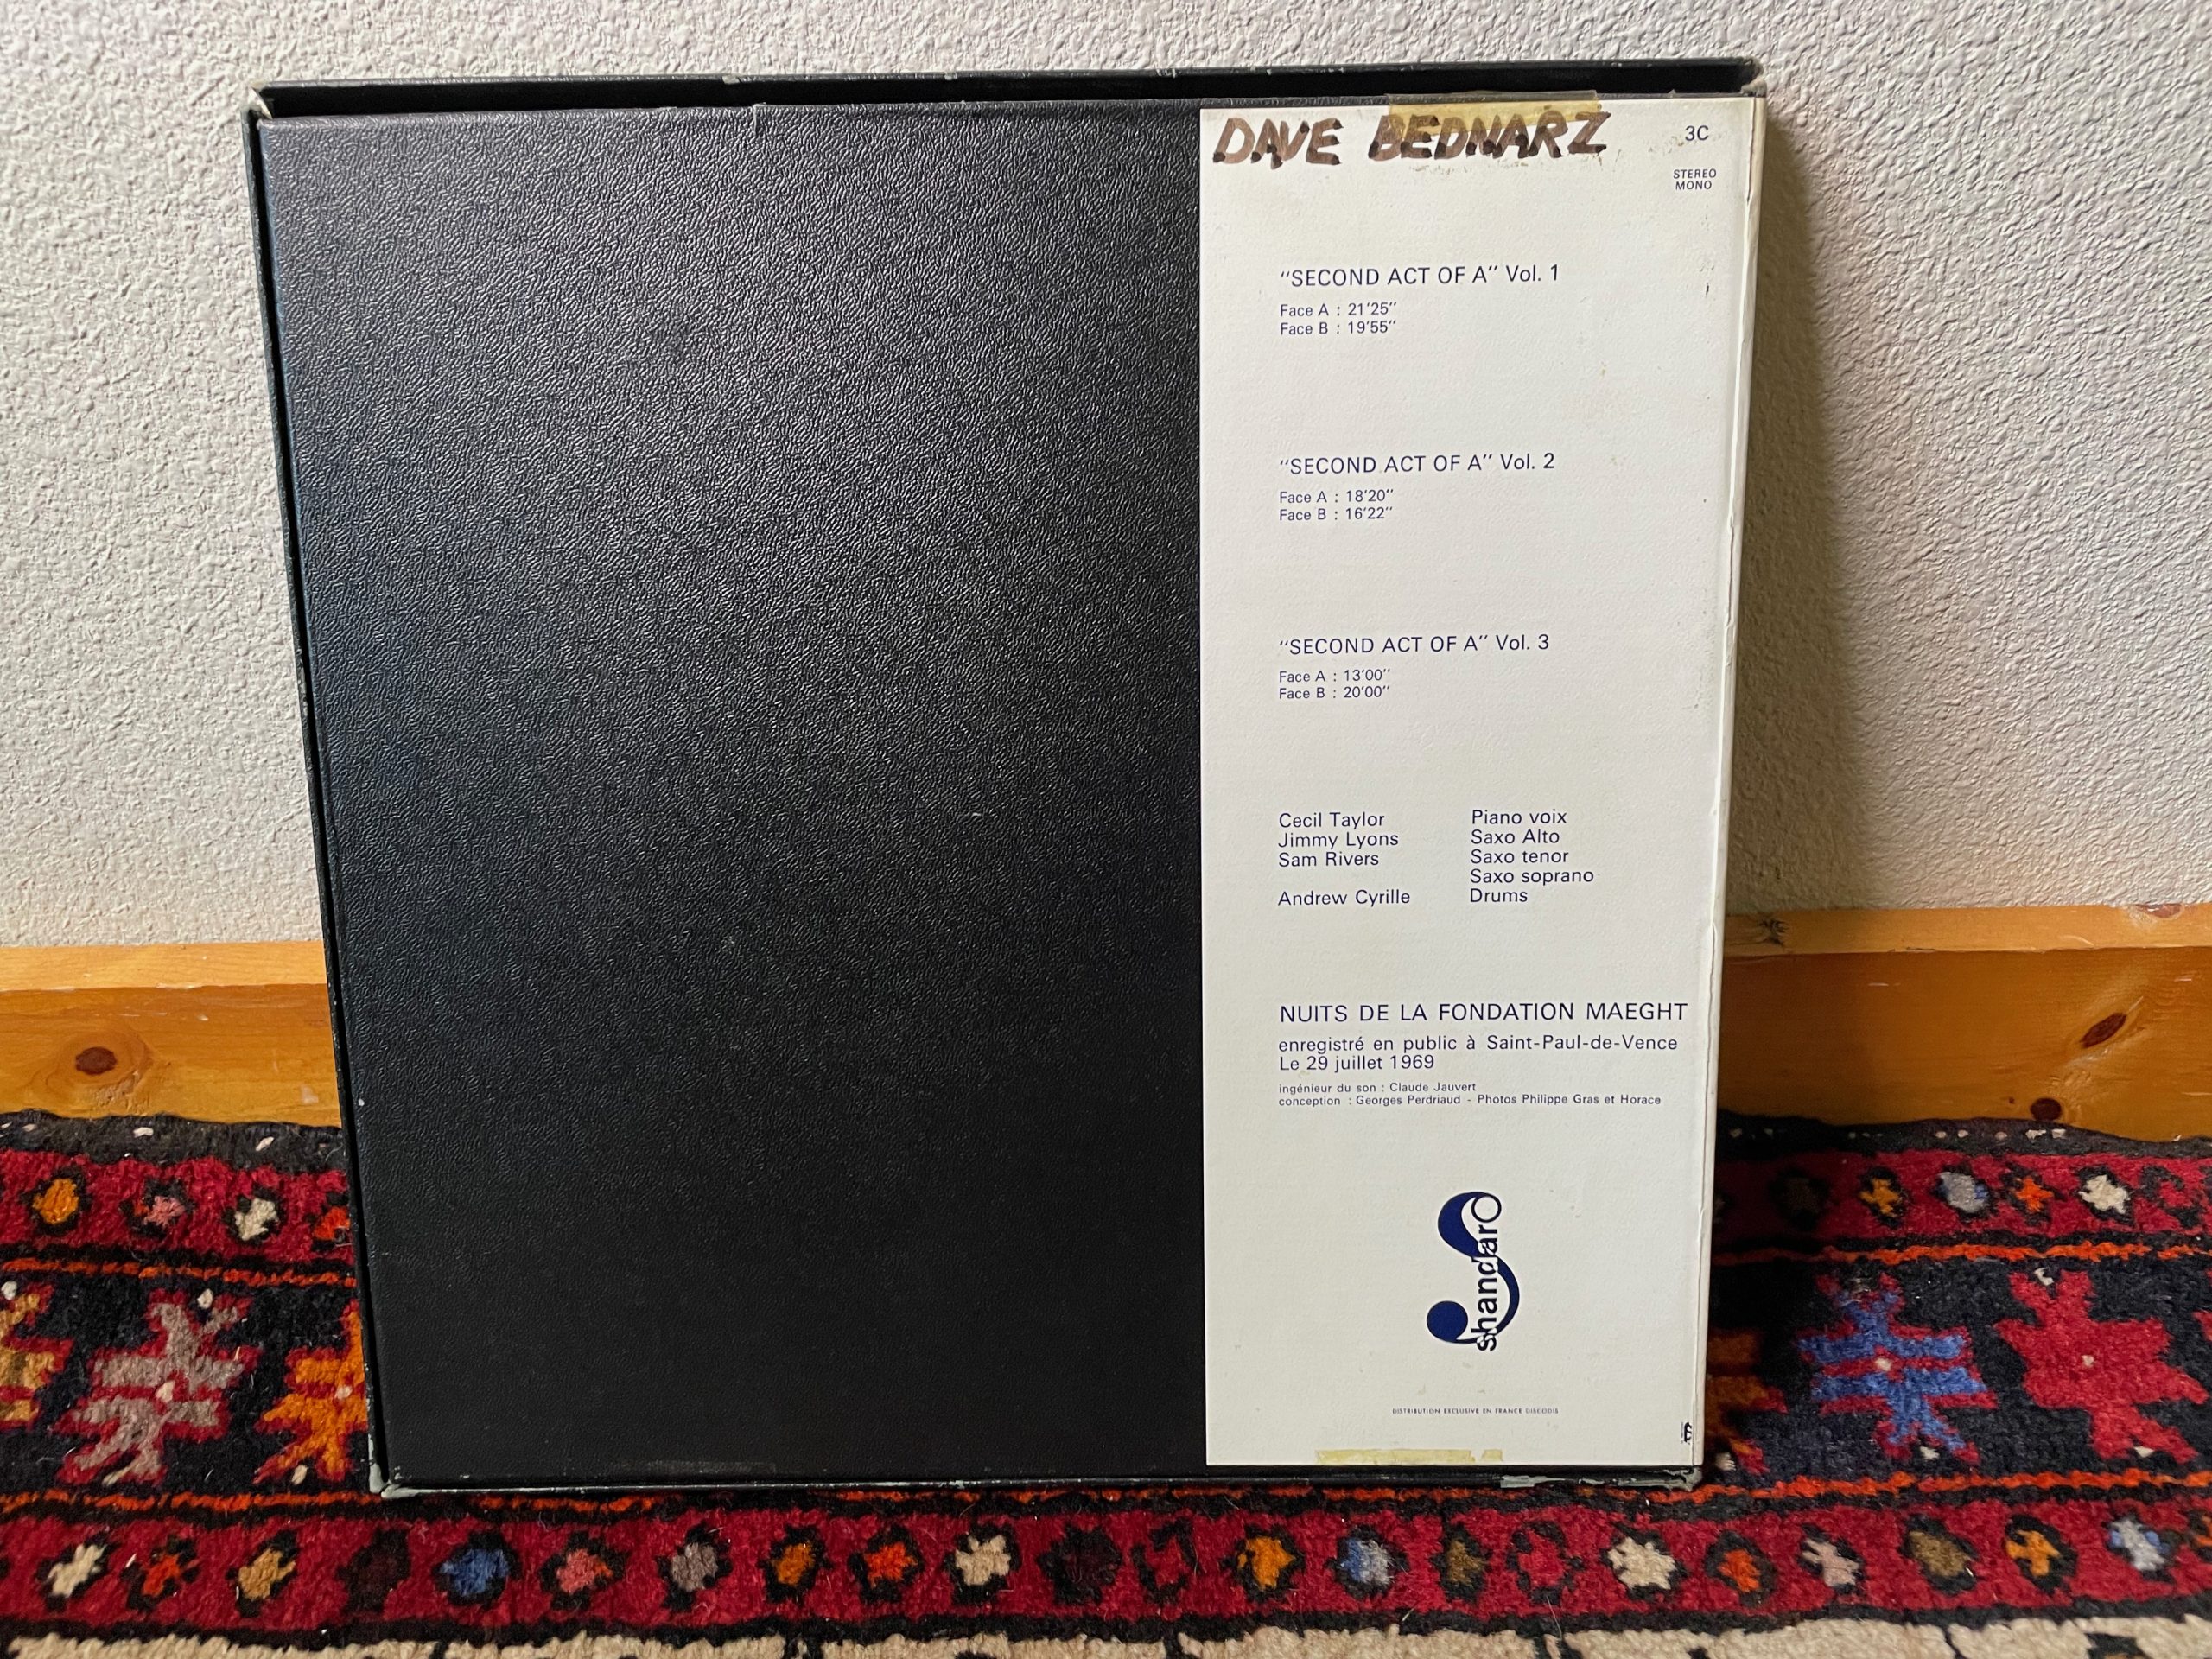 DAVE BEDNARZ
3C
STEREO
MONO
"SECOND ACT OF A" Vol. 1
Face A : 21'25"
Face B : 19'55"
"SECOND ACT OF A" Vol. 2
Face A : 18'20"
Face B : 16'22"
"SECOND ACT OF A" Vol. 3
Face A : 13'00"
Face B : 20'00"
Cecil Taylor Piano voix
Jimmy Lyons Saxo Alto
Sam Rivers Saxo tenor
Saxo soprano
Andrew Cyrille Drums
NUITS DE LA FONDATION MAEGHT
enregistré en public à Saint-Paul-de-Vence
Le 29 juillet 1969
ingénieur du son : Claude Jauvert
conception : Georges Perdriaud - Photos Philippe Gras et Horace
shandar
DISTRIBUTION EXCLUSIVE EN FRANCE DISCODIS